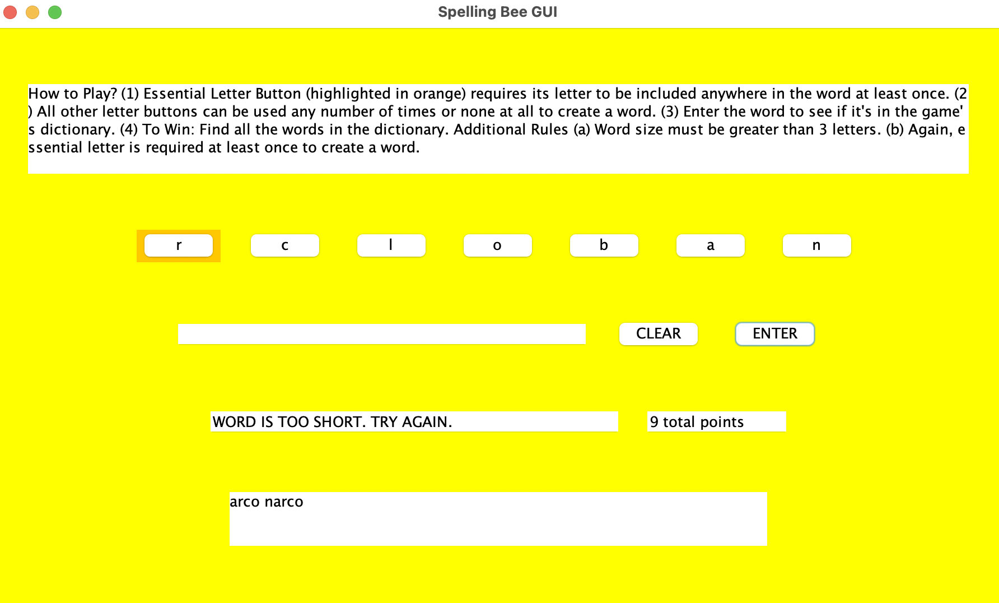 Spelling Bee GUI
How to Play? (1) Essential Letter Button (highlighted in orange) requires its letter to be included anywhere in the word at least once. (2
) All other letter buttons can be used any number of times or none at all to create a word. (3) Enter the word to see if it's in the game'
s dictionary. (4) To Win: Find all the words in the dictionary. Additional Rules (a) Word size must be greater than 3 letters. (b) Again, e
ssential letter is required at least once to create a word.
r c l o b a n
CLEAR ENTER
WORD IS TOO SHORT. TRY AGAIN. 9 total points
arco narco